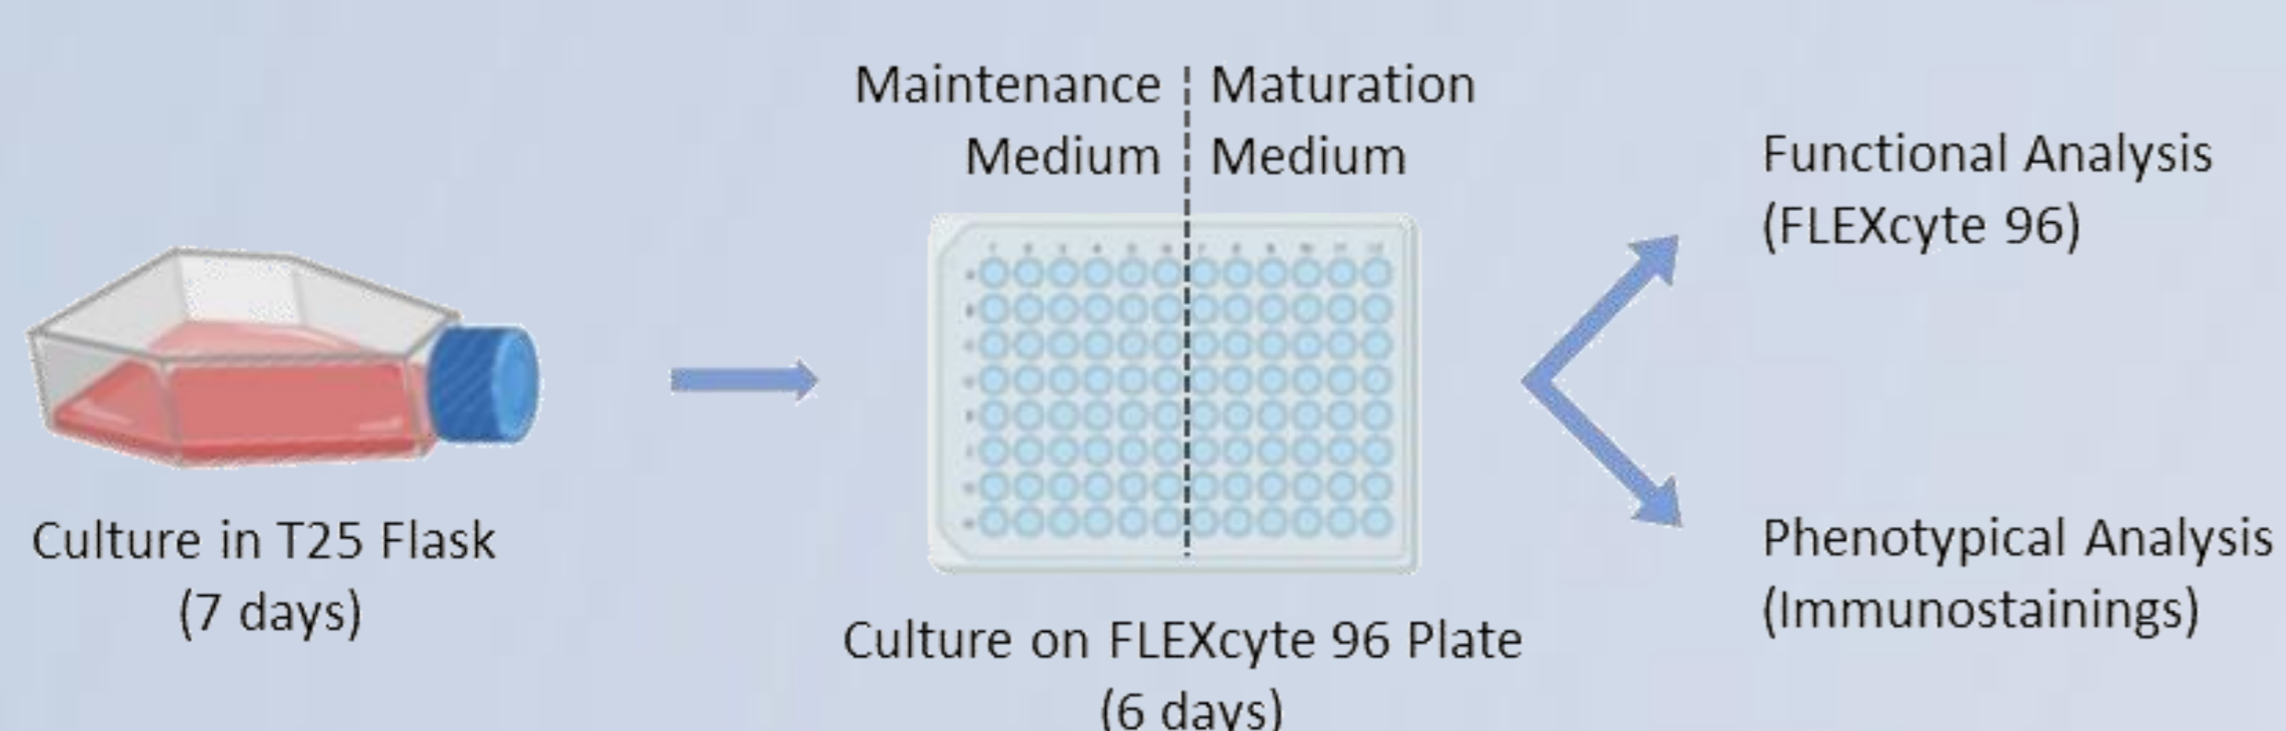 Maintenance Medium
Maturation Medium
Functional Analysis
(FLEXcyte 96)
Culture in T25 Flask
(7 days)
Culture on FLEXcyte 96 Plate
(6 days)
Phenotypical Analysis
(Immunostainings)